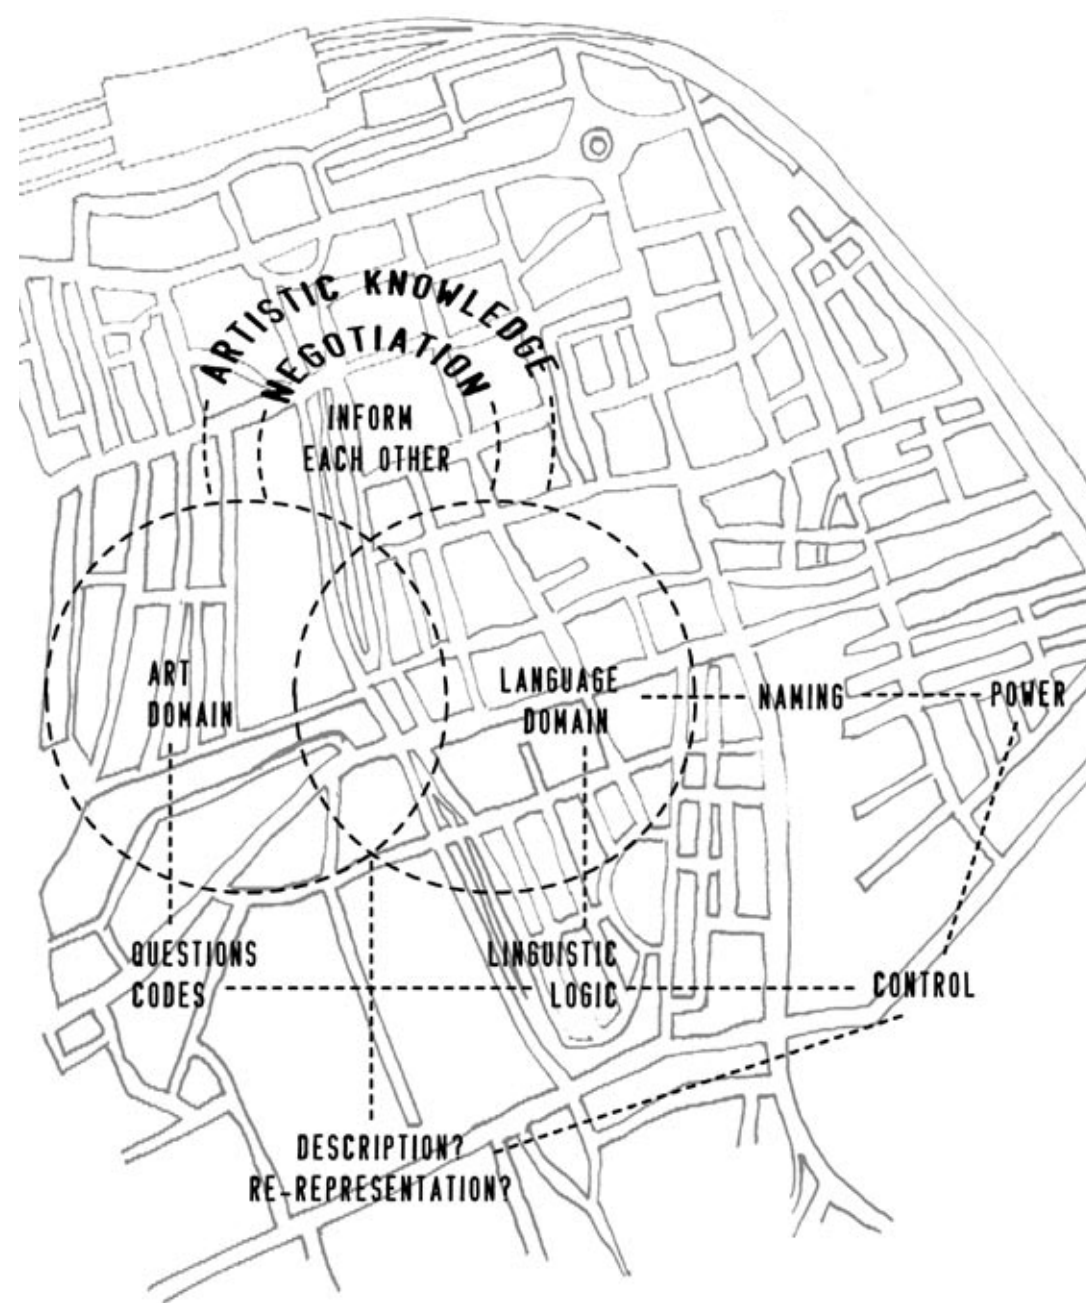 ARTISTIC KNOWLEDGE
NEGOTIATION
INFORM
EACH OTHER
ART
DOMAIN
LANGUAGE
DOMAIN
NAMING
POWER
QUESTIONS
CODES
LINGUISTIC
LOGIC
CONTROL
DESCRIPTION?
RE-REPRESENTATION?